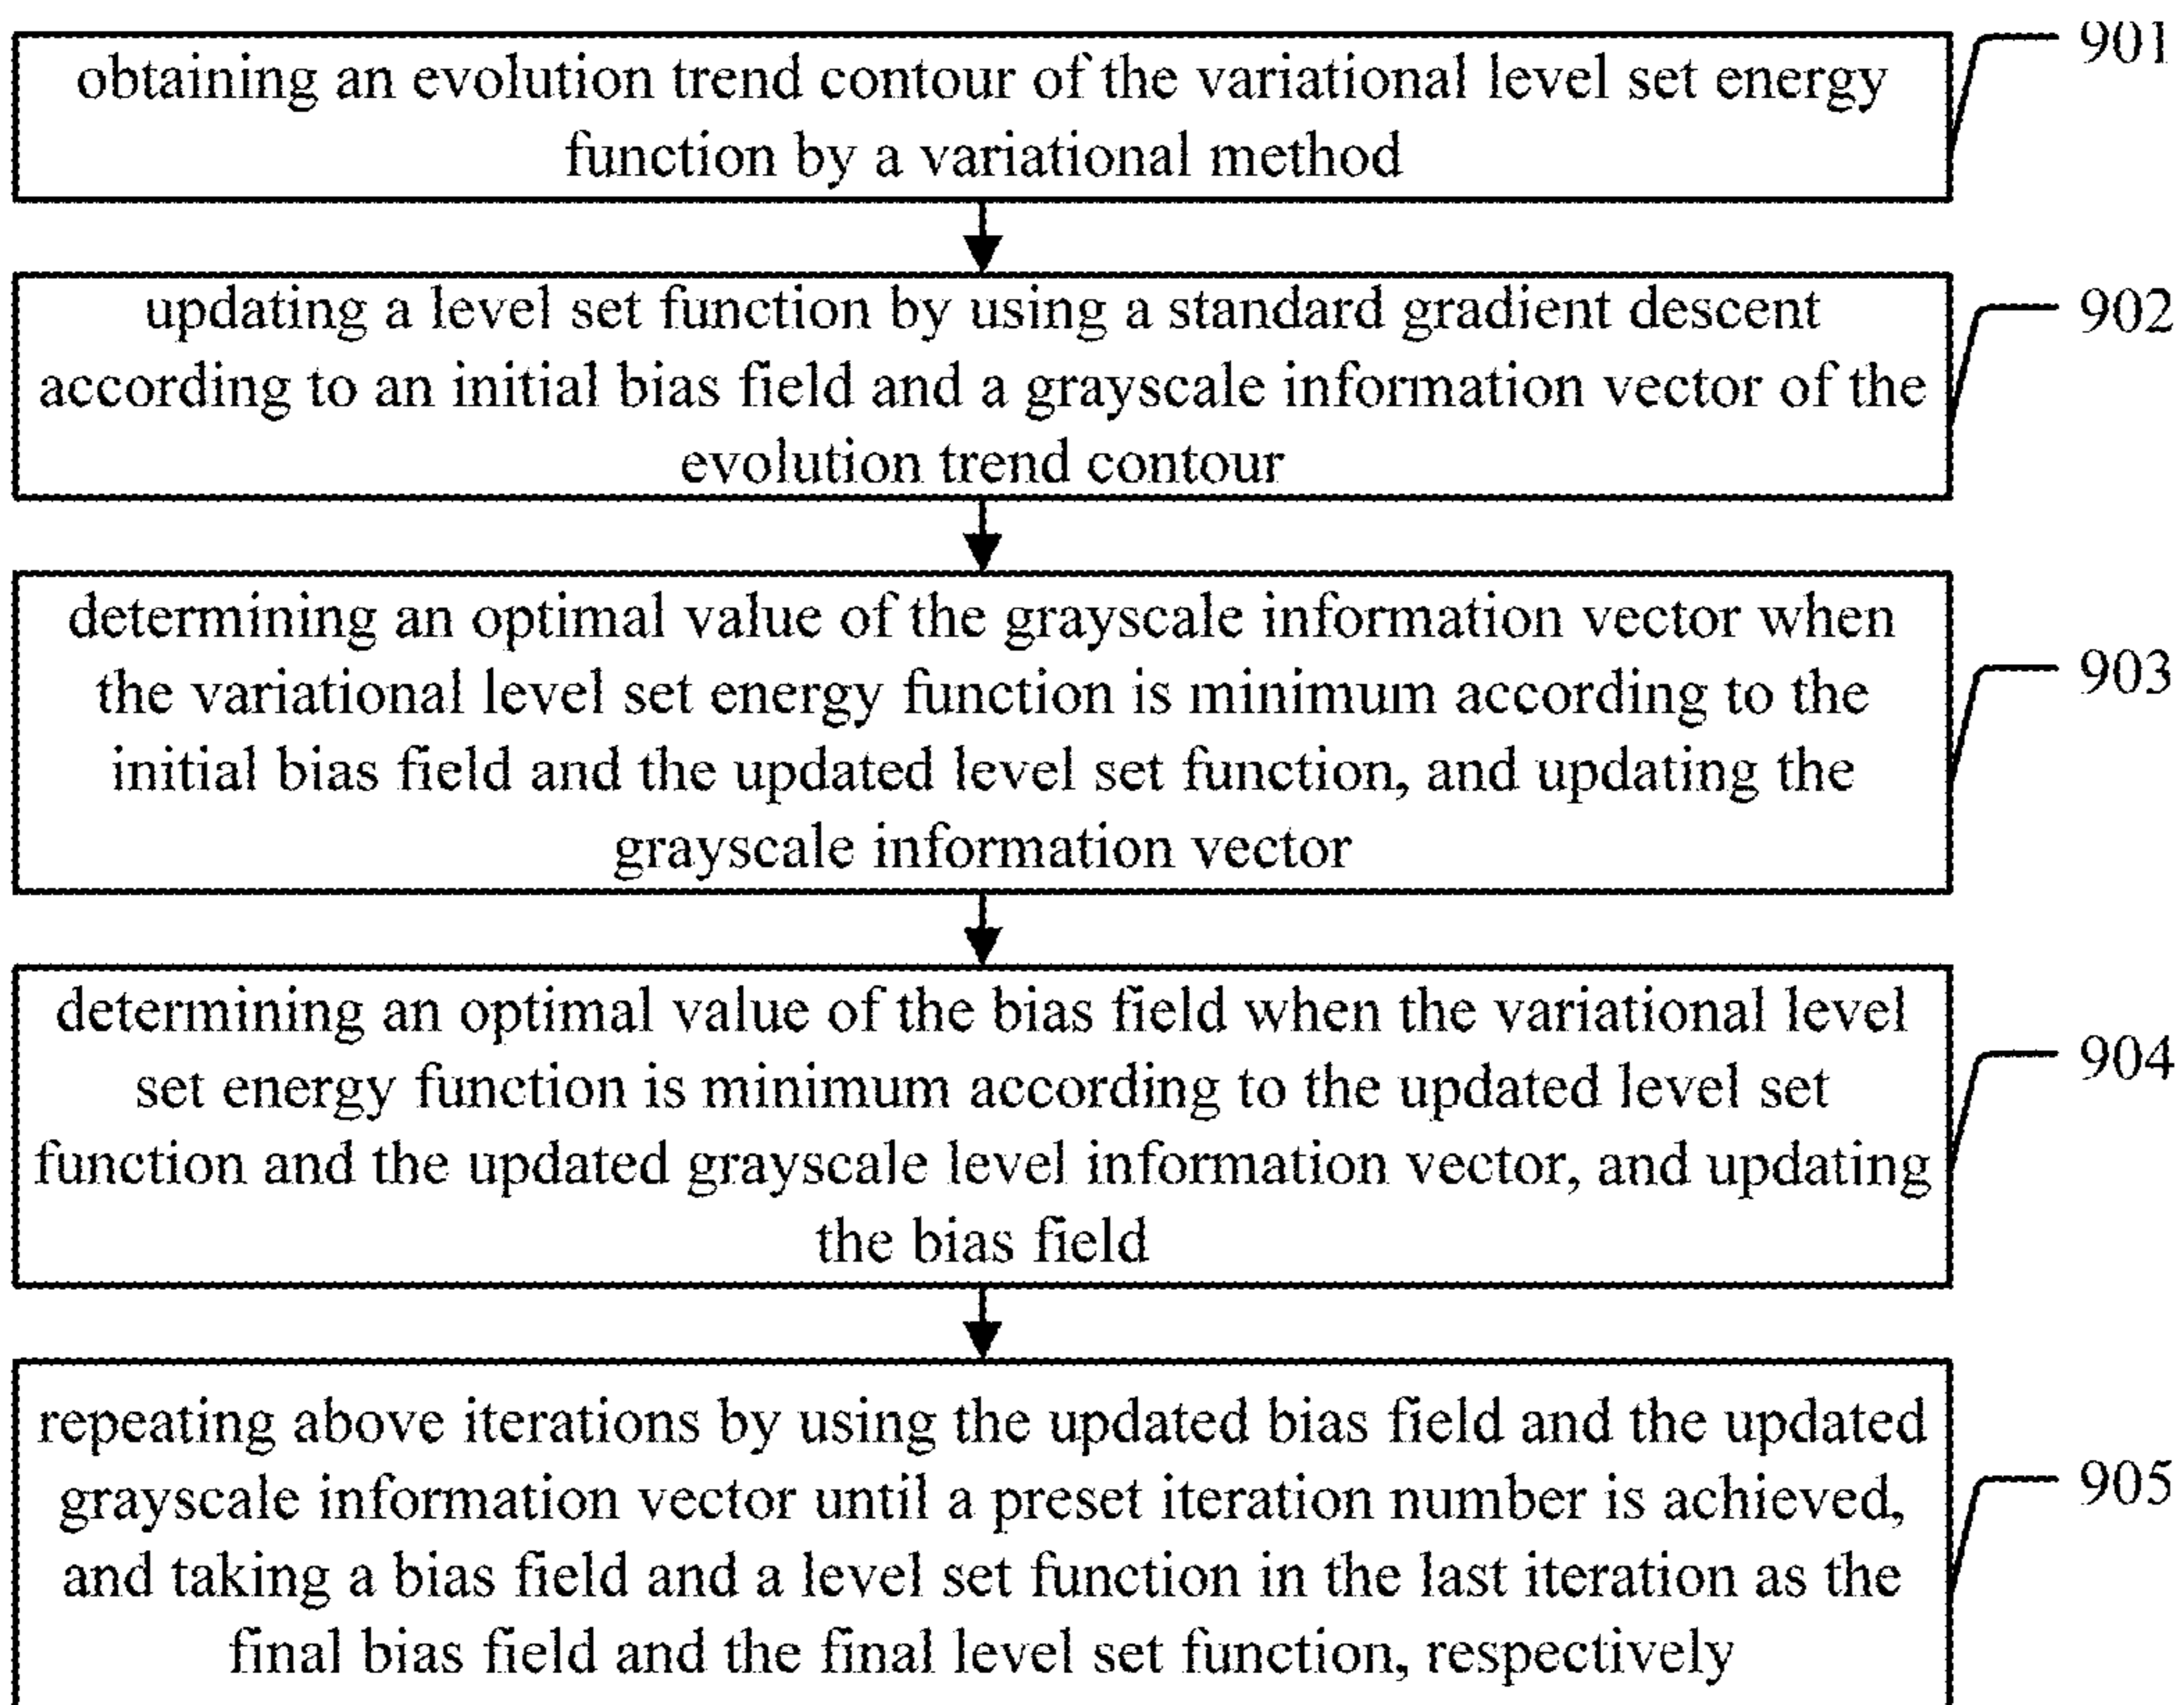 obtaining an evolution trend contour of the variational level set energy
function by a variational method
901
updating a level set function by using a standard gradient descent
according to an initial bias field and a grayscale information vector of the
evolution trend contour
902
determining an optimal value of the grayscale information vector when
the variational level set energy function is minimum according to the
initial bias field and the updated level set function, and updating the
grayscale information vector
903
determining an optimal value of the bias field when the variational level
set energy function is minimum according to the updated level set
function and the updated grayscale level information vector, and updating
the bias field
904
repeating above iterations by using the updated bias field and the updated
grayscale information vector until a preset iteration number is achieved,
and taking a bias field and a level set function in the last iteration as the
final bias field and the final level set function, respectively
905